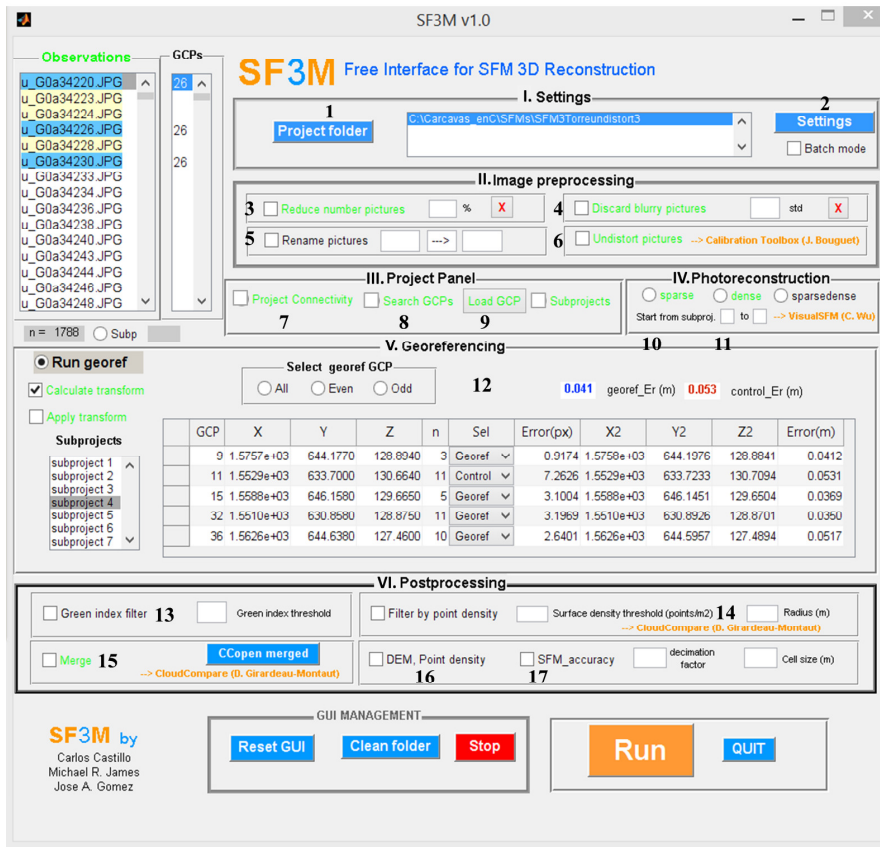 SF3M v1.0
Observations
GCPs
u_G0a34220.JPG
u_G0a34223.JPG
u_G0a34224.JPG
u_G0a34226.JPG
u_G0a34228.JPG
u_G0a34230.JPG
u_G0a34233.JPG
u_G0a34234.JPG
u_G0a34236.JPG
u_G0a34238.JPG
u_G0a34240.JPG
u_G0a34243.JPG
u_G0a34244.JPG
u_G0a34246.JPG
u_G0a34248.JPG
26
26
26
n = 1788 Subp
SF3M Free Interface for SFM 3D Reconstruction
I. Settings
1
Project folder
C:\Carcavas_enC\SFMs\SFM3Torreundistort3
2
Settings
Batch mode
II.Image preprocessing
3 Reduce number pictures % X
4 Discard blurry pictures std X
5 Rename pictures --->
6 Undistort pictures --> Calibration Toolbox (J. Bouguet)
III. Project Panel
Project Connectivity Search GCPs Load GCP Subprojects
7 8 9
IV.Photoreconstruction
sparse dense sparsedense
Start from subproj. to --> VisualSFM (C. Wu)
10 11
V. Georeferencing
Run georef
Calculate transform
Apply transform
Subprojects
subproject 1
subproject 2
subproject 3
subproject 4
subproject 5
subproject 6
subproject 7
Select georef GCP
All Even Odd
12
0.041 georef_Er (m) 0.053 control_Er (m)
GCP X Y Z n Sel Error(px) X2 Y2 Z2 Error(m)
9 1.5757e+03 644.1770 128.8940 3 Georef 0.9174 1.5758e+03 644.1976 128.8841 0.0412
11 1.5529e+03 633.7000 130.6640 11 Control 7.2626 1.5529e+03 633.7233 130.7094 0.0531
15 1.5588e+03 646.1580 129.6650 5 Georef 3.1004 1.5588e+03 646.1451 129.6504 0.0369
32 1.5510e+03 630.8580 128.8750 11 Georef 3.1969 1.5510e+03 630.8926 128.8701 0.0350
36 1.5626e+03 644.6380 127.4600 10 Georef 2.6401 1.5626e+03 644.5957 127.4894 0.0517
VI. Postprocessing
Green index filter 13 Green index threshold
Filter by point density Surface density threshold (points/m2) 14 Radius (m)
--> CloudCompare (D. Girardeau-Montaut)
Merge 15 CCopen merged
--> CloudCompare (D. Girardeau-Montaut)
DEM, Point density SFM_accuracy decimation factor Cell size (m)
16 17
SF3M by
Carlos Castillo
Michael R. James
Jose A. Gomez
GUI MANAGEMENT
Reset GUI Clean folder Stop
Run QUIT